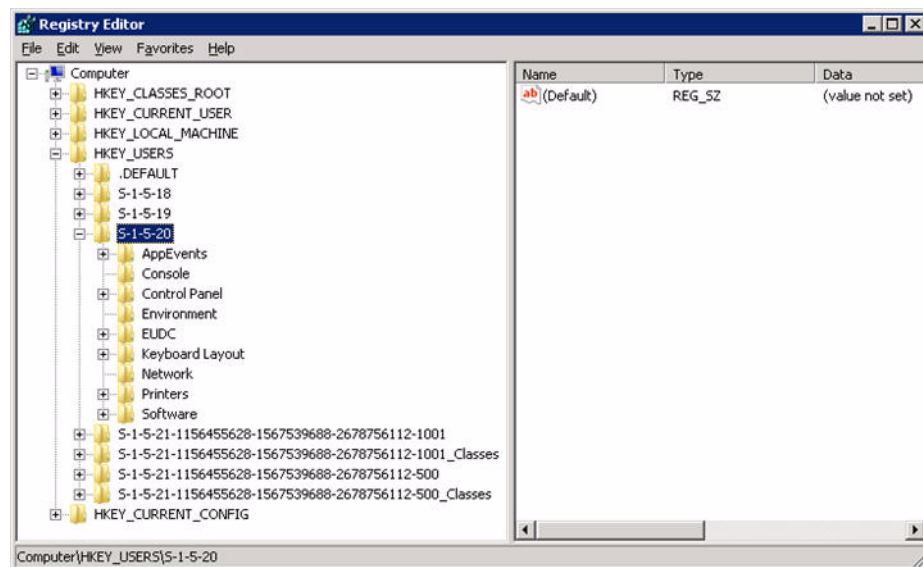 Registry Editor
File Edit View Favorites Help
Computer
HKEY_CLASSES_ROOT
HKEY_CURRENT_USER
HKEY_LOCAL_MACHINE
HKEY_USERS
.DEFAULT
S-1-5-18
S-1-5-19
S-1-5-20
AppEvents
Console
Control Panel
Environment
EUDC
Keyboard Layout
Network
Printers
Software
S-1-5-21-1156455628-1567539688-2678756112-1001
S-1-5-21-1156455628-1567539688-2678756112-1001_Classes
S-1-5-21-1156455628-1567539688-2678756112-500
S-1-5-21-1156455628-1567539688-2678756112-500_Classes
HKEY_CURRENT_CONFIG
Name Type Data
ab (Default) REG_SZ (value not set)
Computer\HKEY_USERS\S-1-5-20